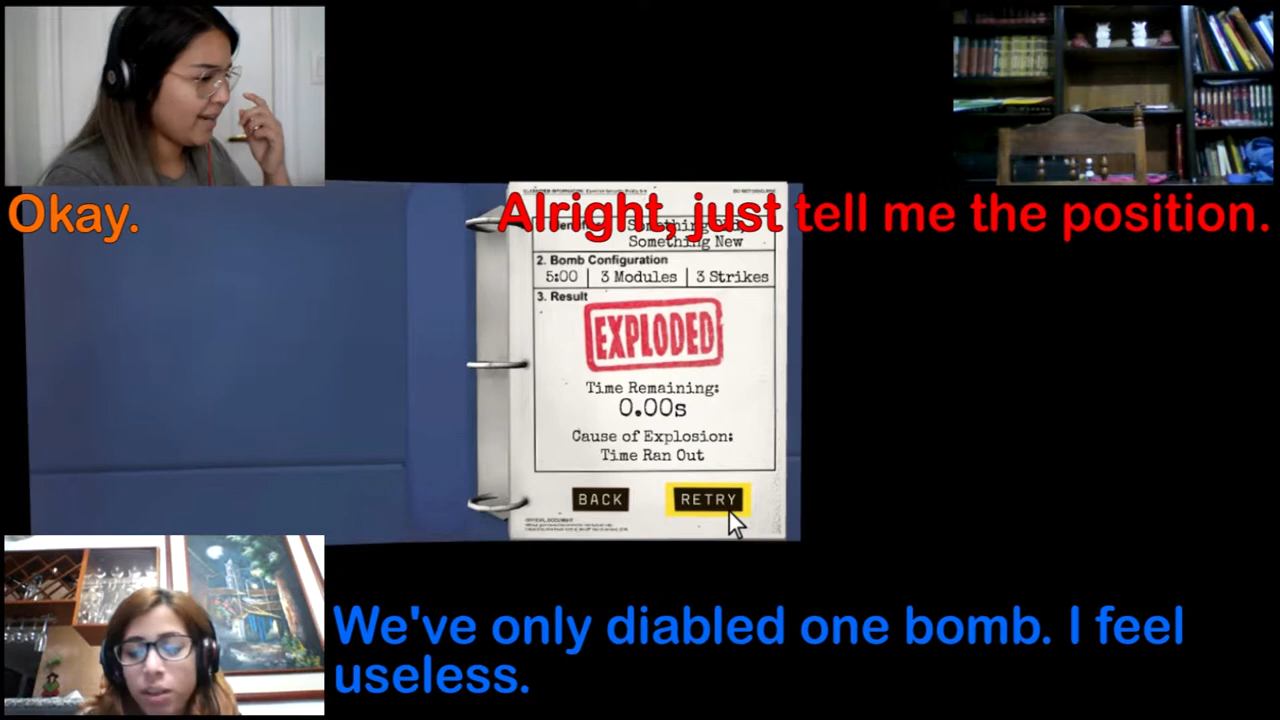 Okay.
Alright, just tell me the position.
Something New
2. Bomb Configuration
5:00 | 3 Modules | 3 Strikes
3. Result
EXPLODED
Time Remaining:
0.00s
Cause of Explosion:
Time Ran Out
BACK RETRY
We've only diabled one bomb. I feel
useless.